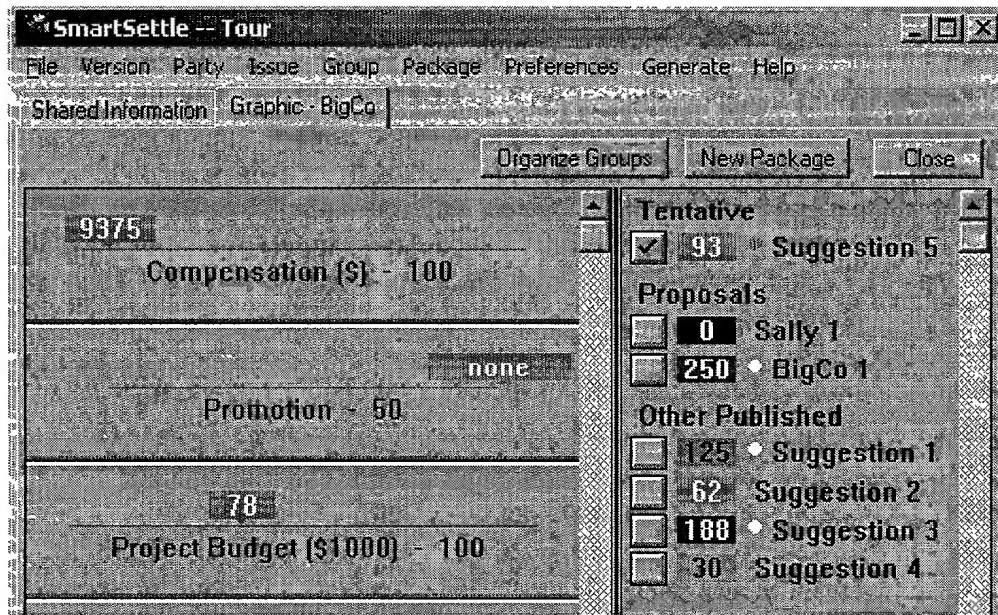 SmartSettle -- Tour
File Version Party Issue Group Package Preferences Generate Help
Shared Information Graphic - BigCo
Organize Groups New Package Close
9375
Compensation ($) - 100
none
Promotion - 50
78
Project Budget ($1000) - 100
Tentative
93 Suggestion 5
Proposals
0 Sally 1
250 BigCo 1
Other Published
125 Suggestion 1
62 Suggestion 2
188 Suggestion 3
30 Suggestion 4